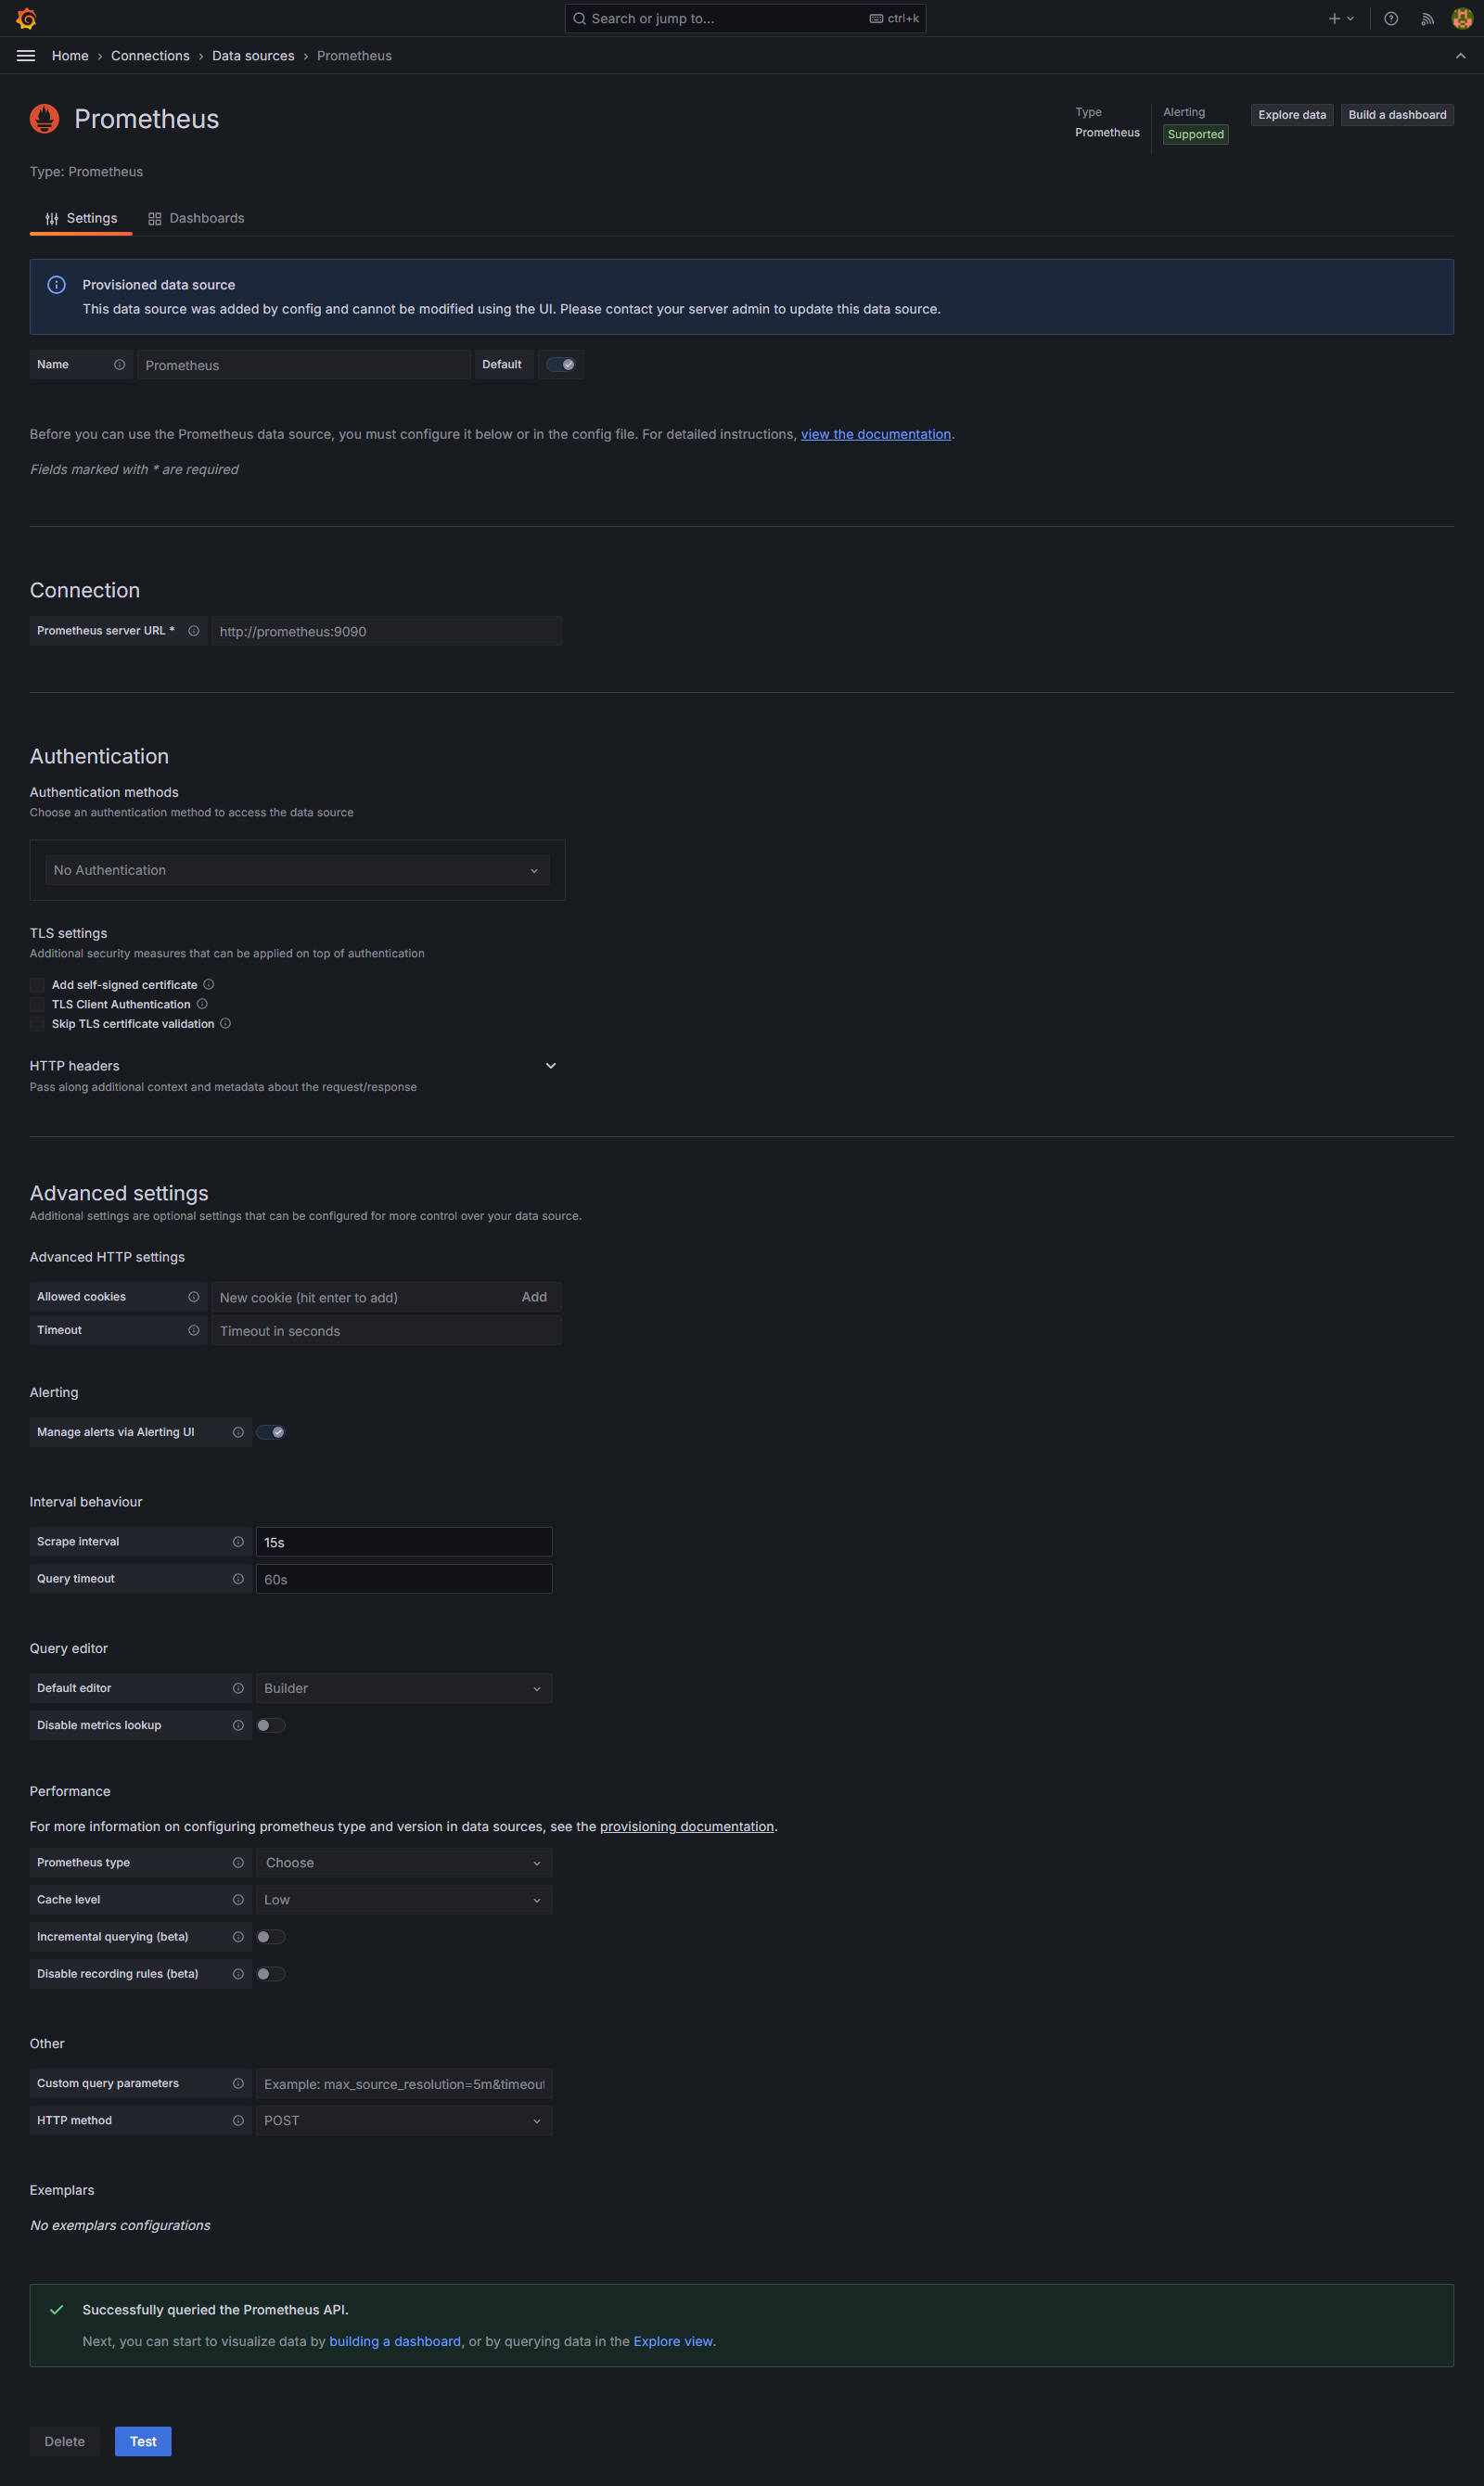 Search or jump to... ctrl+k
Home › Connections › Data sources › Prometheus
Prometheus
Type
Prometheus
Alerting
Supported
Explore data
Build a dashboard
Type: Prometheus
Settings
Dashboards
Provisioned data source
This data source was added by config and cannot be modified using the UI. Please contact your server admin to update this data source.
Name Prometheus Default
Before you can use the Prometheus data source, you must configure it below or in the config file. For detailed instructions, view the documentation.
Fields marked with * are required
Connection
Prometheus server URL * http://prometheus:9090
Authentication
Authentication methods
Choose an authentication method to access the data source
No Authentication
TLS settings
Additional security measures that can be applied on top of authentication
Add self-signed certificate
TLS Client Authentication
Skip TLS certificate validation
HTTP headers
Pass along additional context and metadata about the request/response
Advanced settings
Additional settings are optional settings that can be configured for more control over your data source.
Advanced HTTP settings
Allowed cookies New cookie (hit enter to add) Add
Timeout Timeout in seconds
Alerting
Manage alerts via Alerting UI
Interval behaviour
Scrape interval 15s
Query timeout 60s
Query editor
Default editor Builder
Disable metrics lookup
Performance
For more information on configuring prometheus type and version in data sources, see the provisioning documentation.
Prometheus type Choose
Cache level Low
Incremental querying (beta)
Disable recording rules (beta)
Other
Custom query parameters Example: max_source_resolution=5m&timeout
HTTP method POST
Exemplars
No exemplars configurations
Successfully queried the Prometheus API.
Next, you can start to visualize data by building a dashboard, or by querying data in the Explore view.
Delete Test